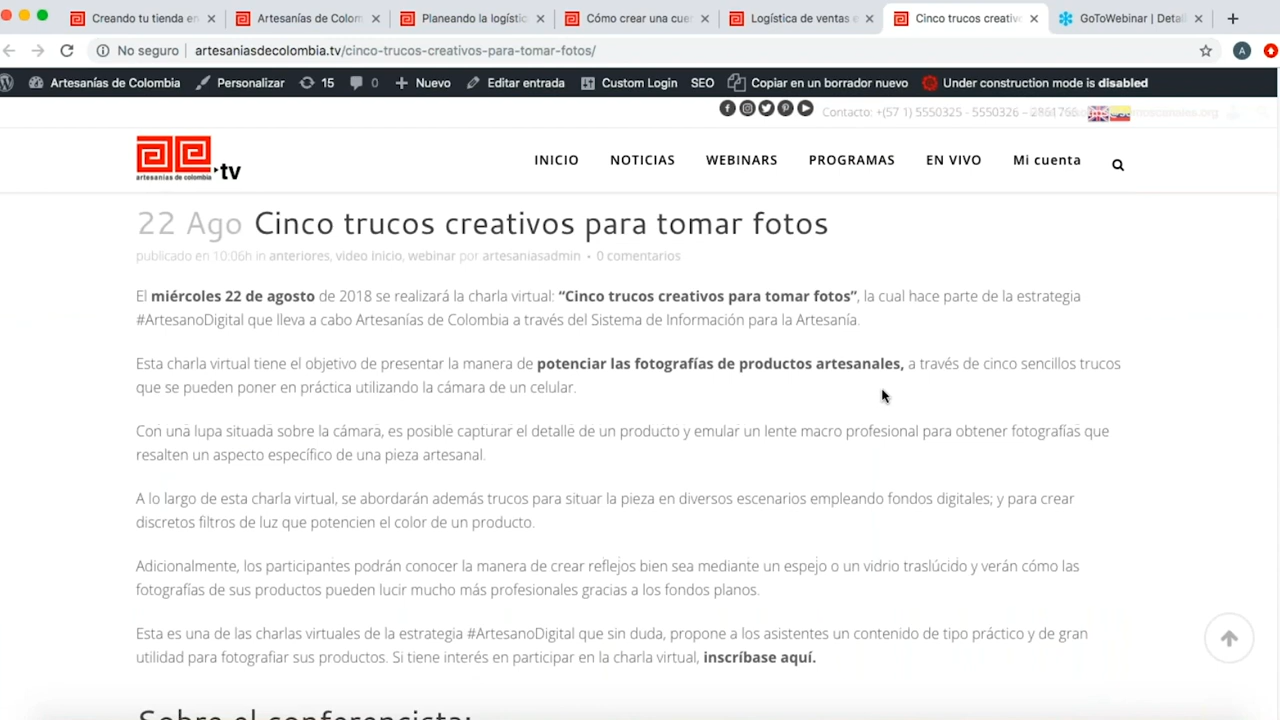 Creando tu tienda en
Artesanías de Colom
Planeando la logístic
Cómo crear una cuer
Logística de ventas e
Cinco trucos creativo
GoToWebinar | Detal
No seguro | artesaniasdecolombia.tv/cinco-trucos-creativos-para-tomar-fotos/
A
Artesanías de Colombia Personalizar 15 0 Nuevo Editar entrada Custom Login SEO Copiar en un borrador nuevo Under construction mode is disabled
Contacto: +(57 1) 5550325 - 5550326 – 2861766
artesanías de colombia
tv
INICIO NOTICIAS WEBINARS PROGRAMAS EN VIVO Mi cuenta
22 Ago Cinco trucos creativos para tomar fotos
publicado en 10:06h in anteriores, video inicio, webinar por artesaniasadmin • 0 comentarios
El miércoles 22 de agosto de 2018 se realizará la charla virtual: “Cinco trucos creativos para tomar fotos”, la cual hace parte de la estrategia
#ArtesanoDigital que lleva a cabo Artesanías de Colombia a través del Sistema de Información para la Artesanía.
Esta charla virtual tiene el objetivo de presentar la manera de potenciar las fotografías de productos artesanales, a través de cinco sencillos trucos
que se pueden poner en práctica utilizando la cámara de un celular.
Con una lupa situada sobre la cámara, es posible capturar el detalle de un producto y emular un lente macro profesional para obtener fotografías que
resalten un aspecto específico de una pieza artesanal.
A lo largo de esta charla virtual, se abordarán además trucos para situar la pieza en diversos escenarios empleando fondos digitales; y para crear
discretos filtros de luz que potencien el color de un producto.
Adicionalmente, los participantes podrán conocer la manera de crear reflejos bien sea mediante un espejo o un vidrio traslúcido y verán cómo las
fotografías de sus productos pueden lucir mucho más profesionales gracias a los fondos planos.
Esta es una de las charlas virtuales de la estrategia #ArtesanoDigital que sin duda, propone a los asistentes un contenido de tipo práctico y de gran
utilidad para fotografiar sus productos. Si tiene interés en participar en la charla virtual, inscríbase aquí.
Sobre el conferencista: